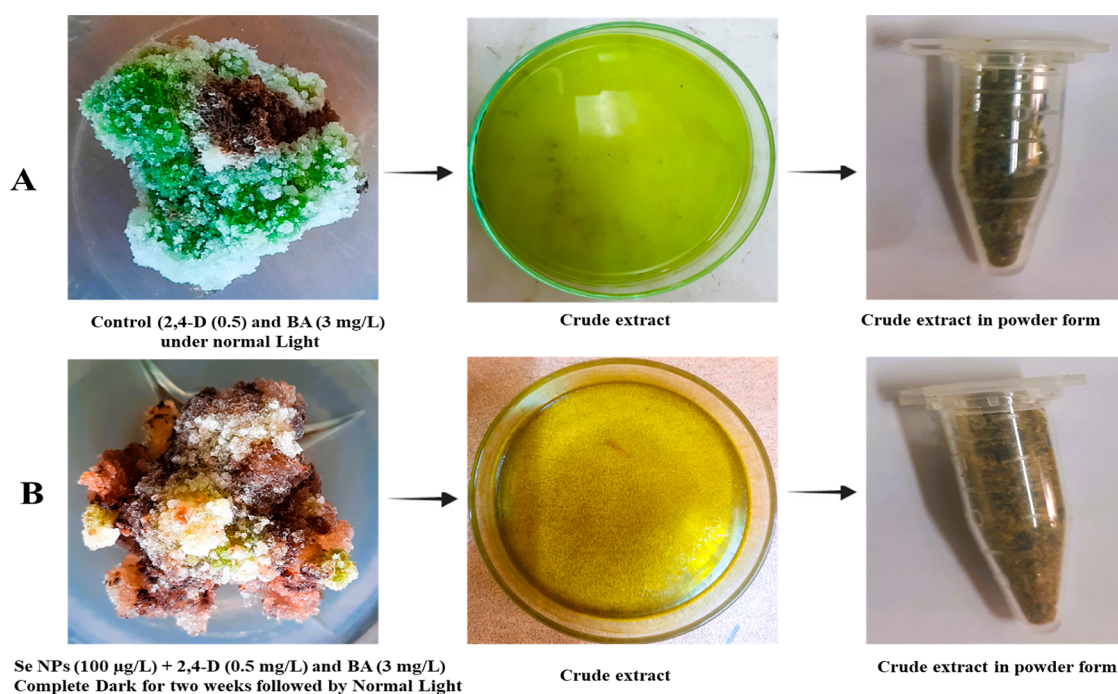 A
Control (2,4-D (0.5) and BA (3 mg/L)
under normal Light
Crude extract
Crude extract in powder form
B
Se NPs (100 µg/L) + 2,4-D (0.5 mg/L) and BA (3 mg/L)
Complete Dark for two weeks followed by Normal Light
Crude extract
Crude extract in powder form